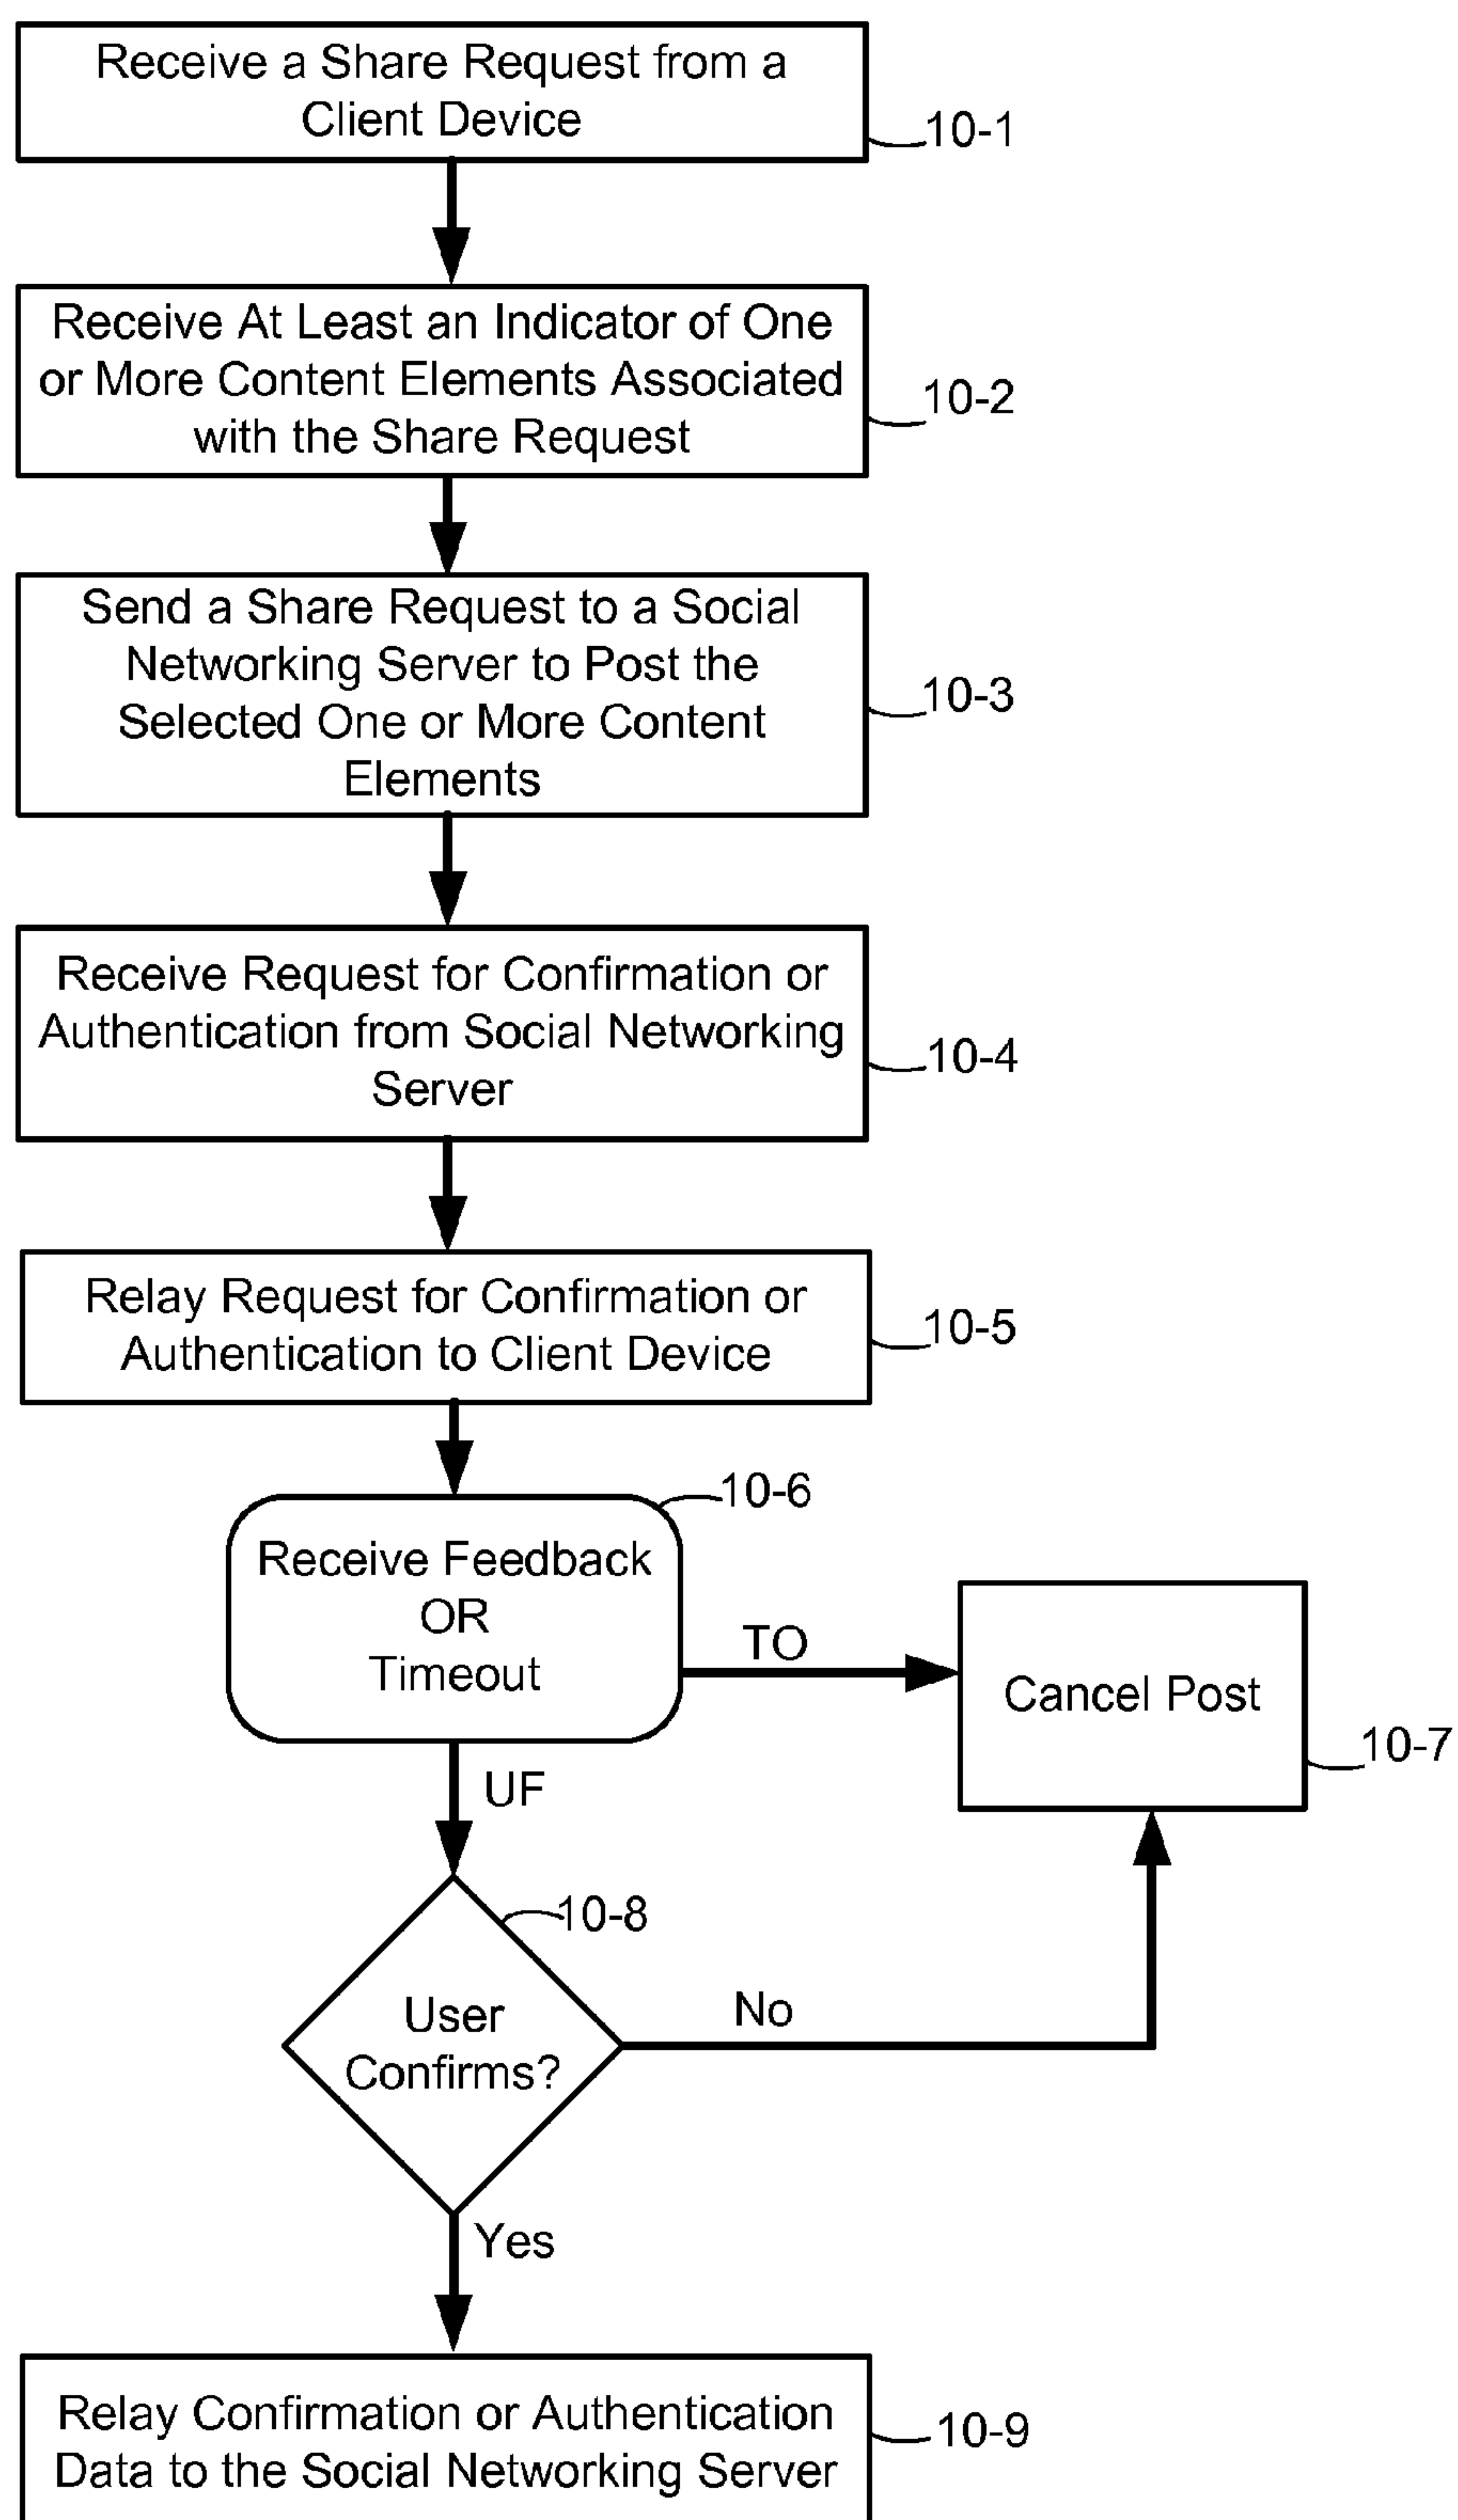 Receive a Share Request from a
Client Device
10-1
Receive At Least an Indicator of One
or More Content Elements Associated
with the Share Request
10-2
Send a Share Request to a Social
Networking Server to Post the
Selected One or More Content
Elements
10-3
Receive Request for Confirmation or
Authentication from Social Networking
Server
10-4
Relay Request for Confirmation or
Authentication to Client Device
10-5
10-6
Receive Feedback
OR
Timeout
TO
Cancel Post
10-7
UF
10-8
User
Confirms?
No
Yes
Relay Confirmation or Authentication
Data to the Social Networking Server
10-9